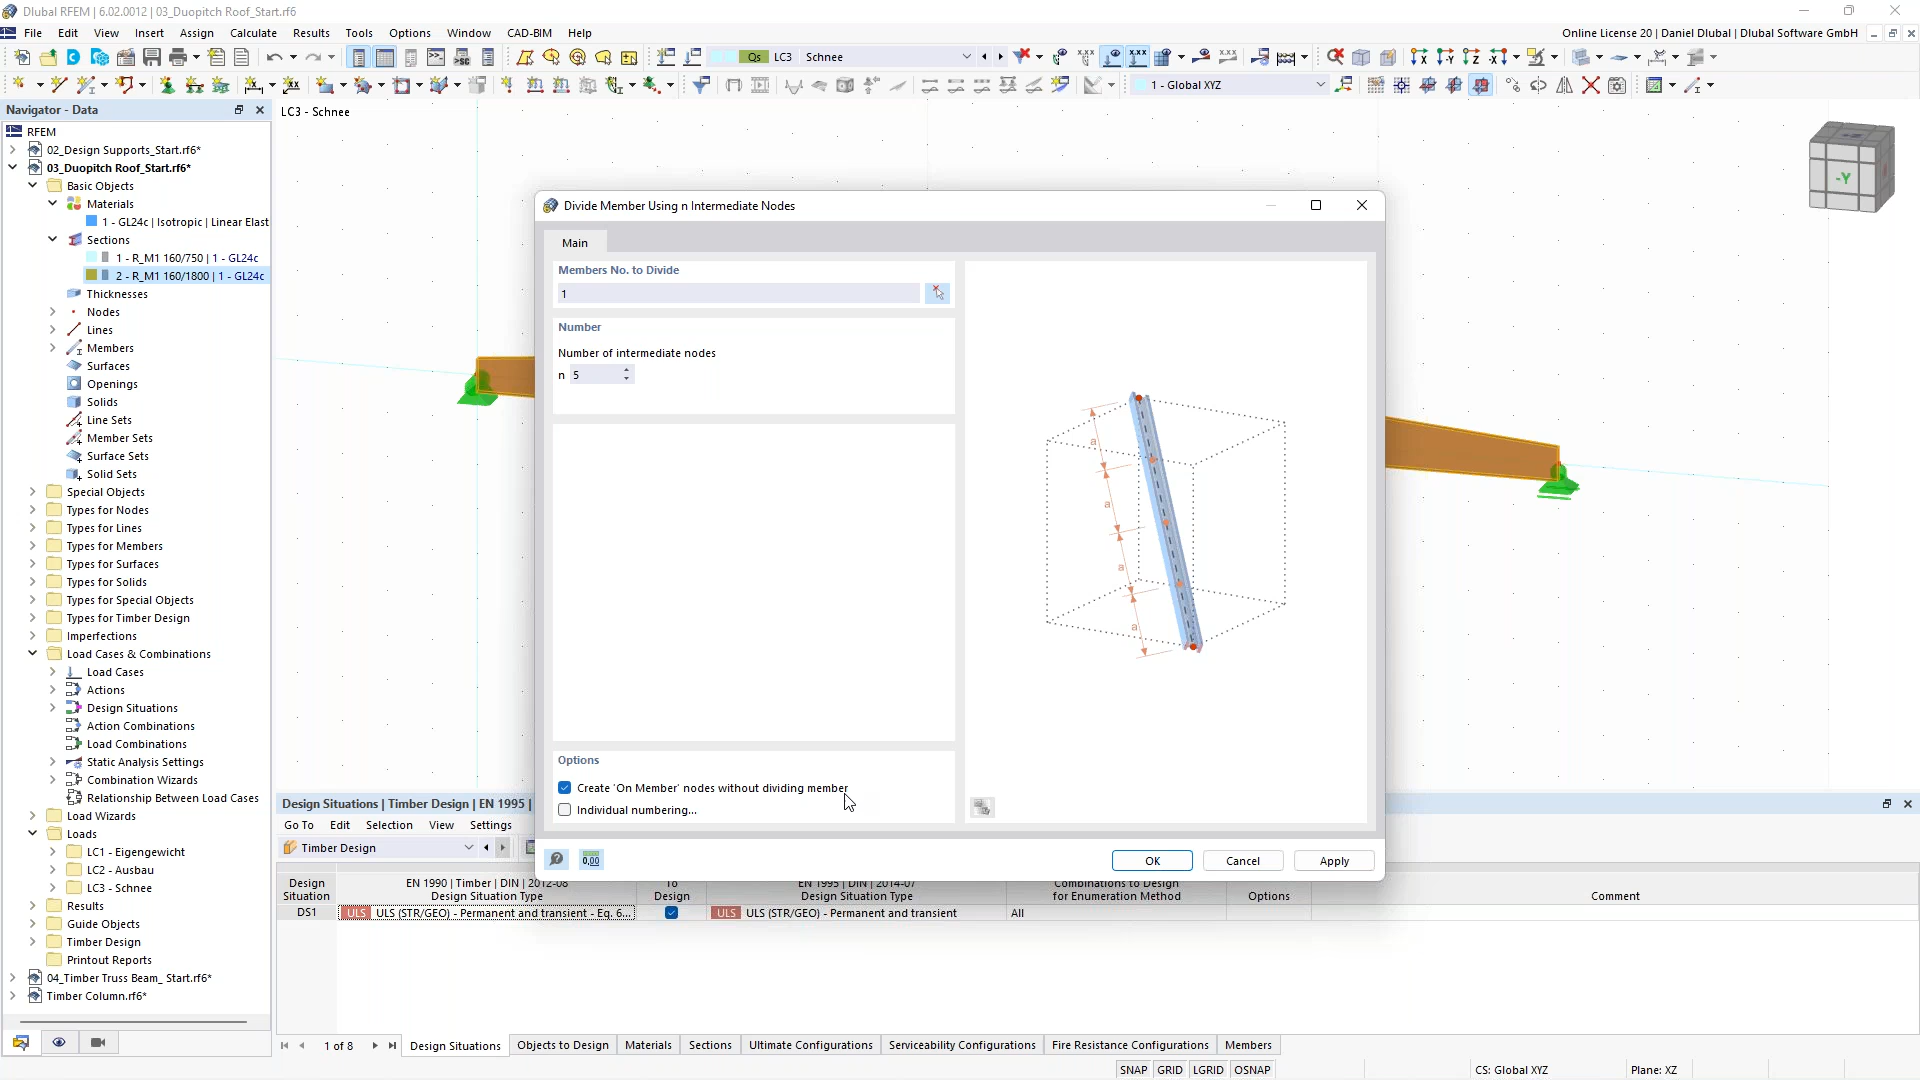 Dlubal RFEM | 6.02.0012 | 03_Duopitch Roof_Start.rf6*
File Edit View Insert Assign Calculate Results Tools Options Window CAD-BIM Help
Online License 20 | Daniel Dlubal | Dlubal Software GmbH
Qs LC3 Schnee
1 - Global XYZ
Navigator - Data
LC3 - Schnee
RFEM
02_Design Supports_Start.rf6*
03_Duopitch Roof_Start.rf6*
Basic Objects
Materials
1 - GL24c | Isotropic | Linear Elast
Sections
1 - R_M1 160/750 | 1 - GL24c
2 - R_M1 160/1800 | 1 - GL24c
Thicknesses
Nodes
Lines
Members
Surfaces
Openings
Solids
Line Sets
Member Sets
Surface Sets
Solid Sets
Special Objects
Types for Nodes
Types for Lines
Types for Members
Types for Surfaces
Types for Solids
Types for Special Objects
Types for Timber Design
Imperfections
Load Cases & Combinations
Load Cases
Actions
Design Situations
Action Combinations
Load Combinations
Static Analysis Settings
Combination Wizards
Relationship Between Load Cases
Load Wizards
Loads
LC1 - Eigengewicht
LC2 - Ausbau
LC3 - Schnee
Results
Guide Objects
Timber Design
Printout Reports
04_Timber Truss Beam_ Start.rf6*
Timber Column.rf6*
-Y
Divide Member Using n Intermediate Nodes
Main
Members No. to Divide
1
Number
Number of intermediate nodes
n 5
a
a
a
a
Options
Create 'On Member' nodes without dividing member
Individual numbering...
0,00
OK Cancel Apply
Design Situations | Timber Design | EN 1995 |
Go To Edit Selection View Settings
Timber Design
Design Situation
EN 1990 | Timber | DIN | 2012-08 Design Situation Type
To Design
EN 1995 | DIN | 2014-07 Design Situation Type
Combinations to Design for Enumeration Method
Options
Comment
DS1 ULS ULS (STR/GEO) - Permanent and transient - Eq. 6... ULS ULS (STR/GEO) - Permanent and transient All
1 of 8 Design Situations Objects to Design Materials Sections Ultimate Configurations Serviceability Configurations Fire Resistance Configurations Members
SNAP GRID LGRID OSNAP CS: Global XYZ Plane: XZ